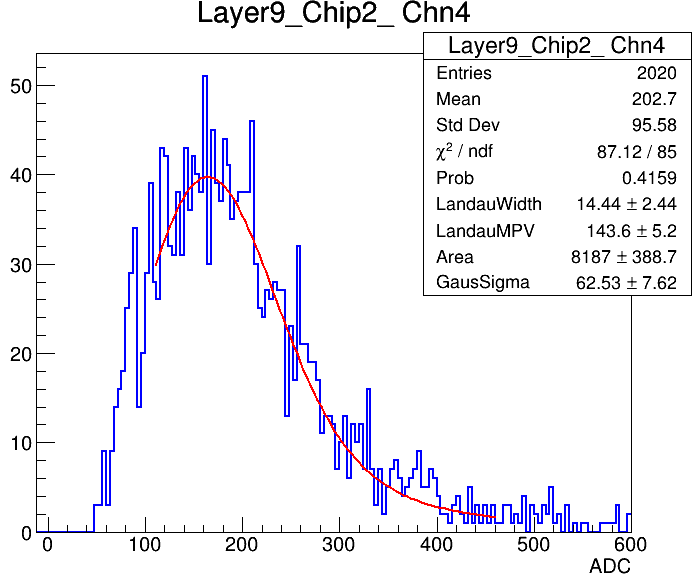 Layer9_Chip2_ Chn4
Layer9_Chip2_ Chn4
Entries 2020
Mean 202.7
Std Dev 95.58
χ² / ndf 87.12 / 85
Prob 0.4159
LandauWidth 14.44 ± 2.44
LandauMPV 143.6 ± 5.2
Area 8187 ± 388.7
GausSigma 62.53 ± 7.62
50
40
30
20
10
0
0 100 200 300 400 500 600
ADC